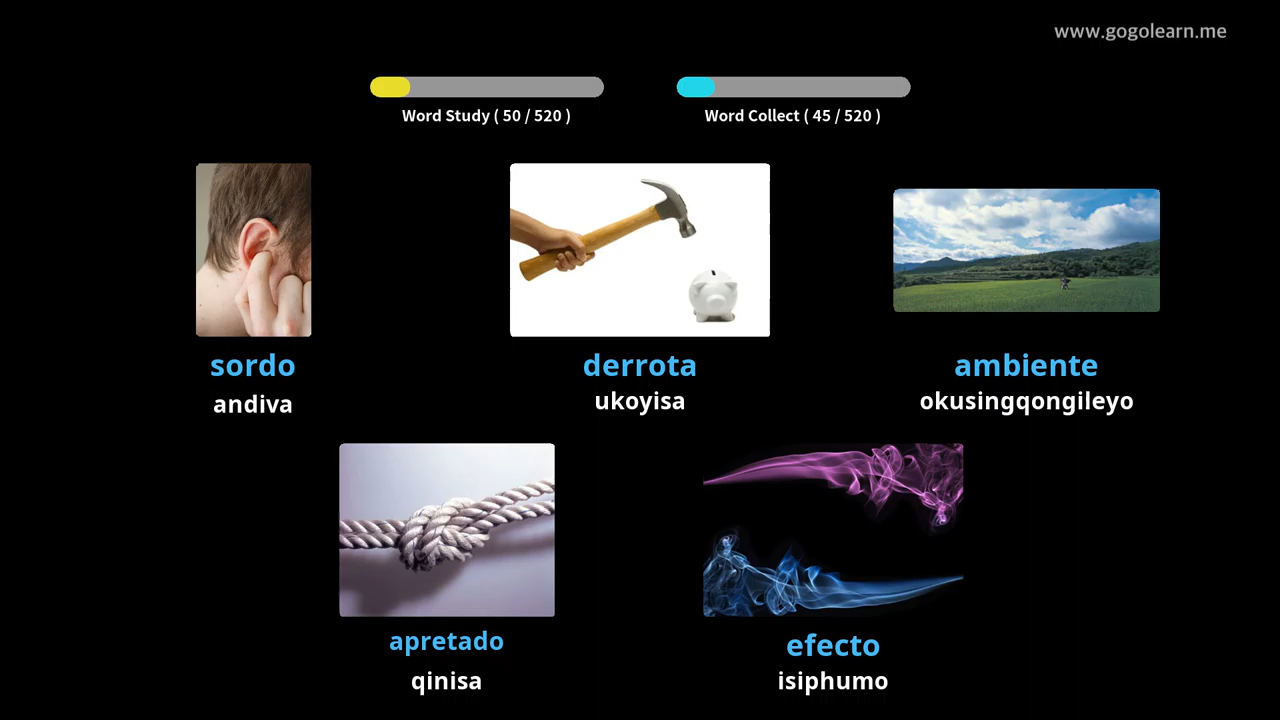 www.gogolearn.me
Word Study ( 50 / 520 )
Word Collect ( 45 / 520 )
sordo
andiva
derrota
ukoyisa
ambiente
okusingqongileyo
apretado
qinisa
efecto
isiphumo